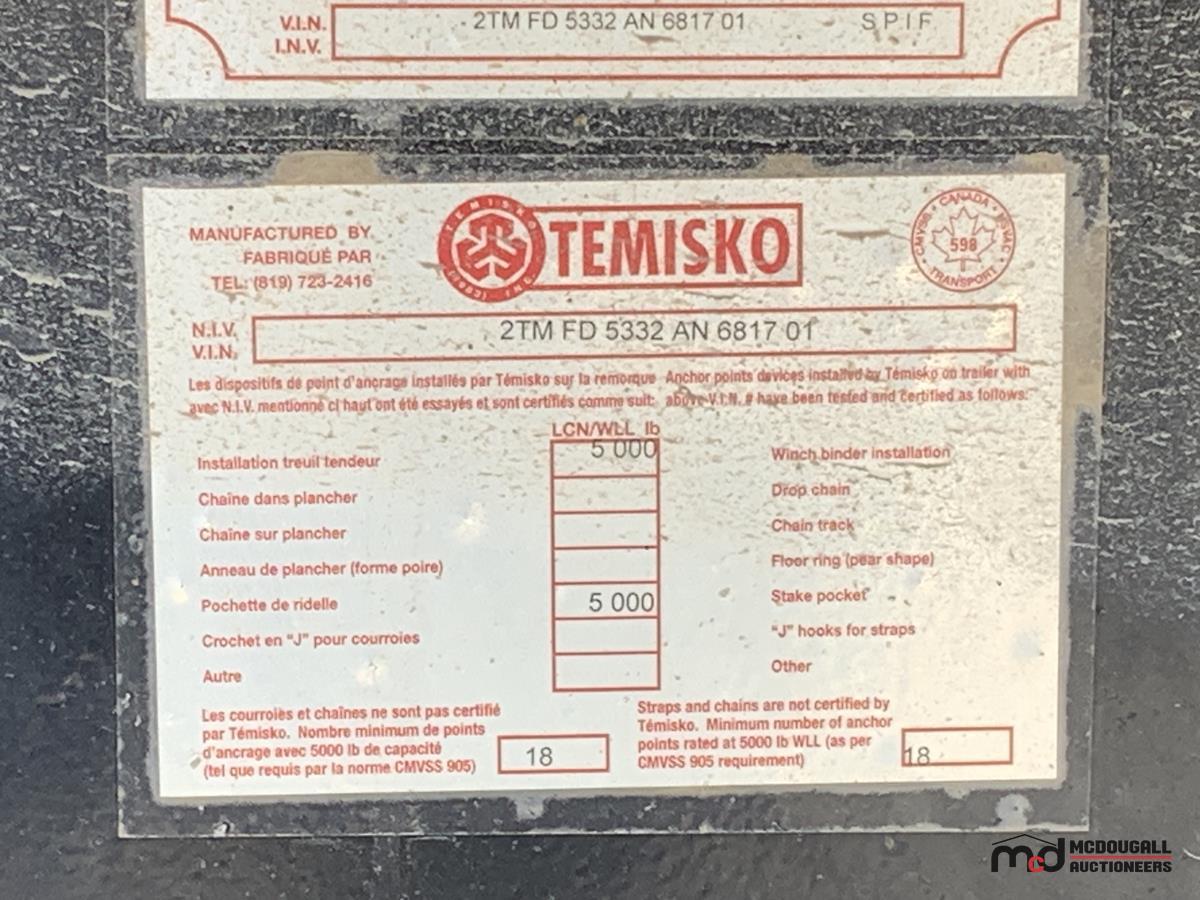 V.I.N. 2TM FD 5332 AN 6817 01 S P I F
I.N.V.
MANUFACTURED BY
FABRIQUÉ PAR
TEL: (819) 723-2416
TEMISKO (1983) INC
TEMISKO
CANADA
CMVSS NSVAC
598
TRANSPORT
N.I.V. 2TM FD 5332 AN 6817 01
V.I.N.
Les dispositifs de point d'ancrage installés par Témisko sur la remorque
avec N.I.V. mentionné ci haut ont été essayés et sont certifiés comme suit:
Anchor points devices installed by Témisko on trailer with
above V.I.N. # have been tested and certified as follows:
LCN/WLL lb
Installation treuil tendeur 5 000 Winch binder installation
Chaîne dans plancher Drop chain
Chaîne sur plancher Chain track
Anneau de plancher (forme poire) Floor ring (pear shape)
Pochette de ridelle 5 000 Stake pocket
Crochet en "J" pour courroies "J" hooks for straps
Autre Other
Les courroies et chaînes ne sont pas certifié
par Témisko. Nombre minimum de points
d'ancrage avec 5000 lb de capacité
(tel que requis par la norme CMVSS 905) 18
Straps and chains are not certified by
Témisko. Minimum number of anchor
points rated at 5000 lb WLL (as per
CMVSS 905 requirement) 18
mcd MCDOUGALL
AUCTIONEERS